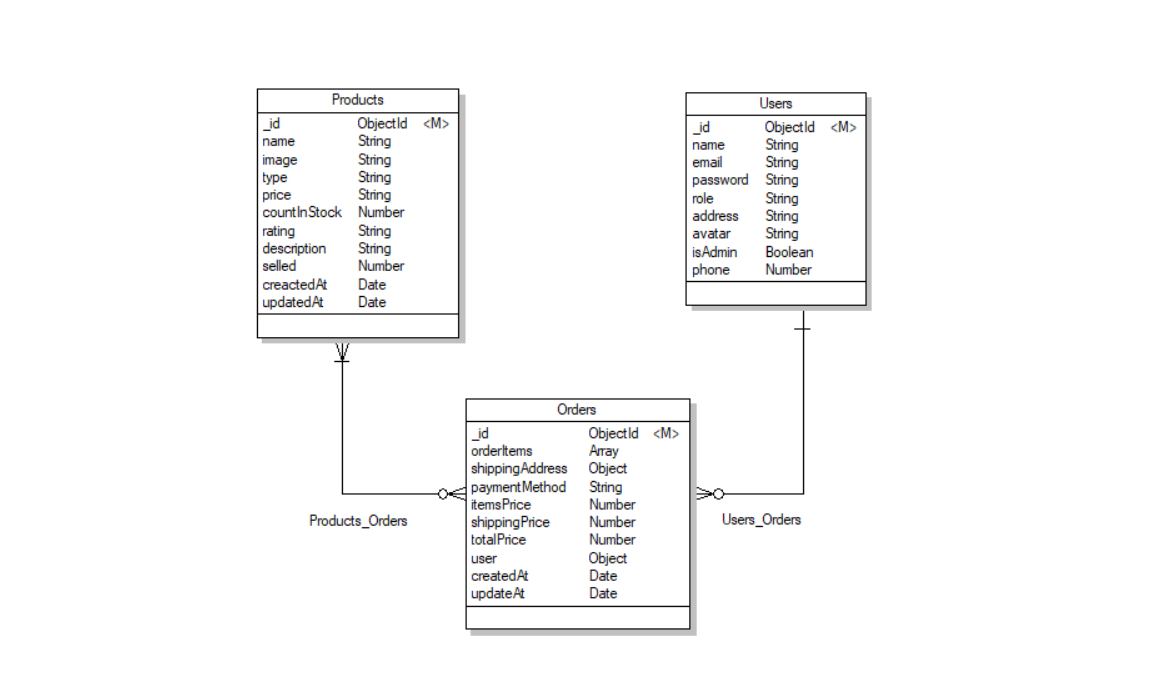 Products
_id ObjectId <M>
name String
image String
type String
price String
countInStock Number
rating String
description String
selled Number
creactedAt Date
updatedAt Date
Users
_id ObjectId <M>
name String
email String
password String
role String
address String
avatar String
isAdmin Boolean
phone Number
Orders
_id ObjectId <M>
orderItems Array
shippingAddress Object
paymentMethod String
itemsPrice Number
shippingPrice Number
totalPrice Number
user Object
createdAt Date
updateAt Date
Products_Orders
Users_Orders